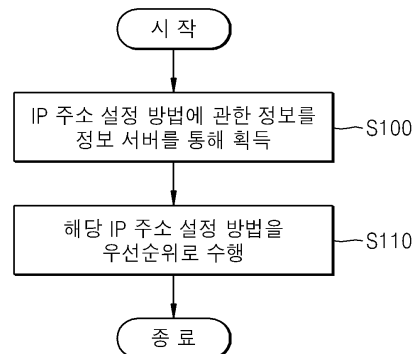 시 작
IP 주소 설정 방법에 관한 정보를
정보 서버를 통해 획득
S100
해당 IP 주소 설정 방법을
우선순위로 수행
S110
종 료